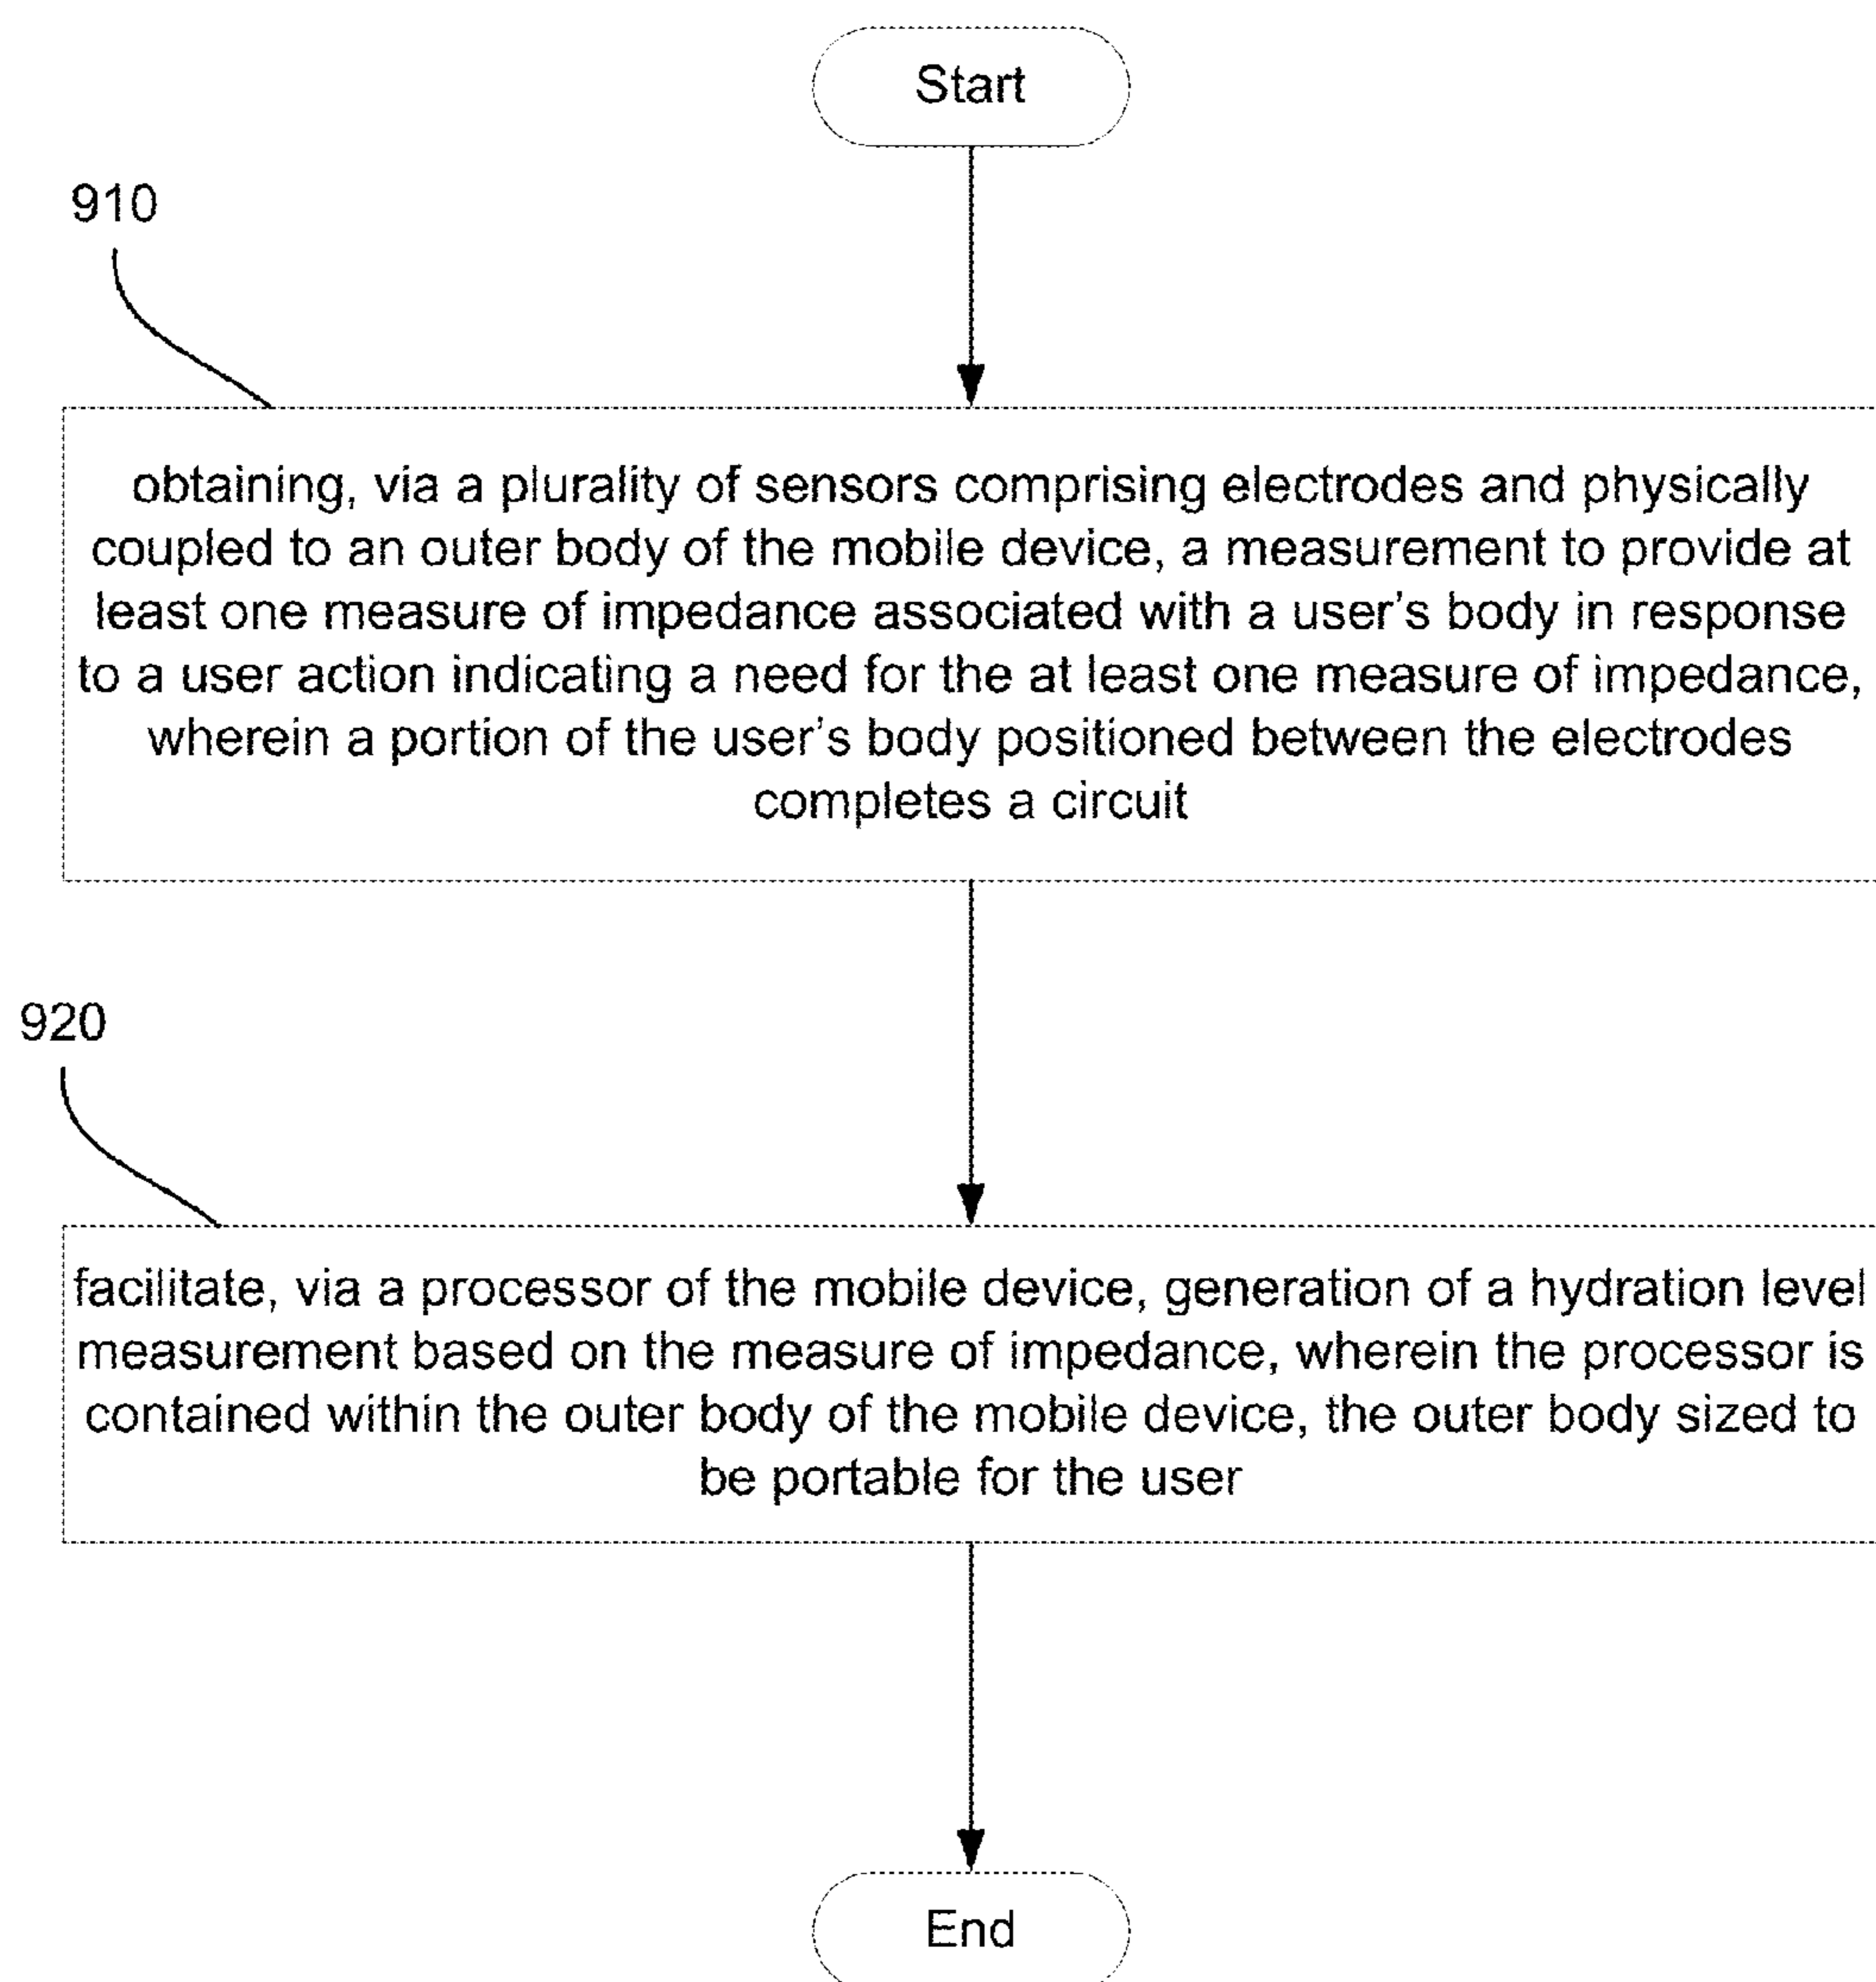 Start
910
obtaining, via a plurality of sensors comprising electrodes and physically
coupled to an outer body of the mobile device, a measurement to provide at
least one measure of impedance associated with a user's body in response
to a user action indicating a need for the at least one measure of impedance,
wherein a portion of the user's body positioned between the electrodes
completes a circuit
920
facilitate, via a processor of the mobile device, generation of a hydration level
measurement based on the measure of impedance, wherein the processor is
contained within the outer body of the mobile device, the outer body sized to
be portable for the user
End